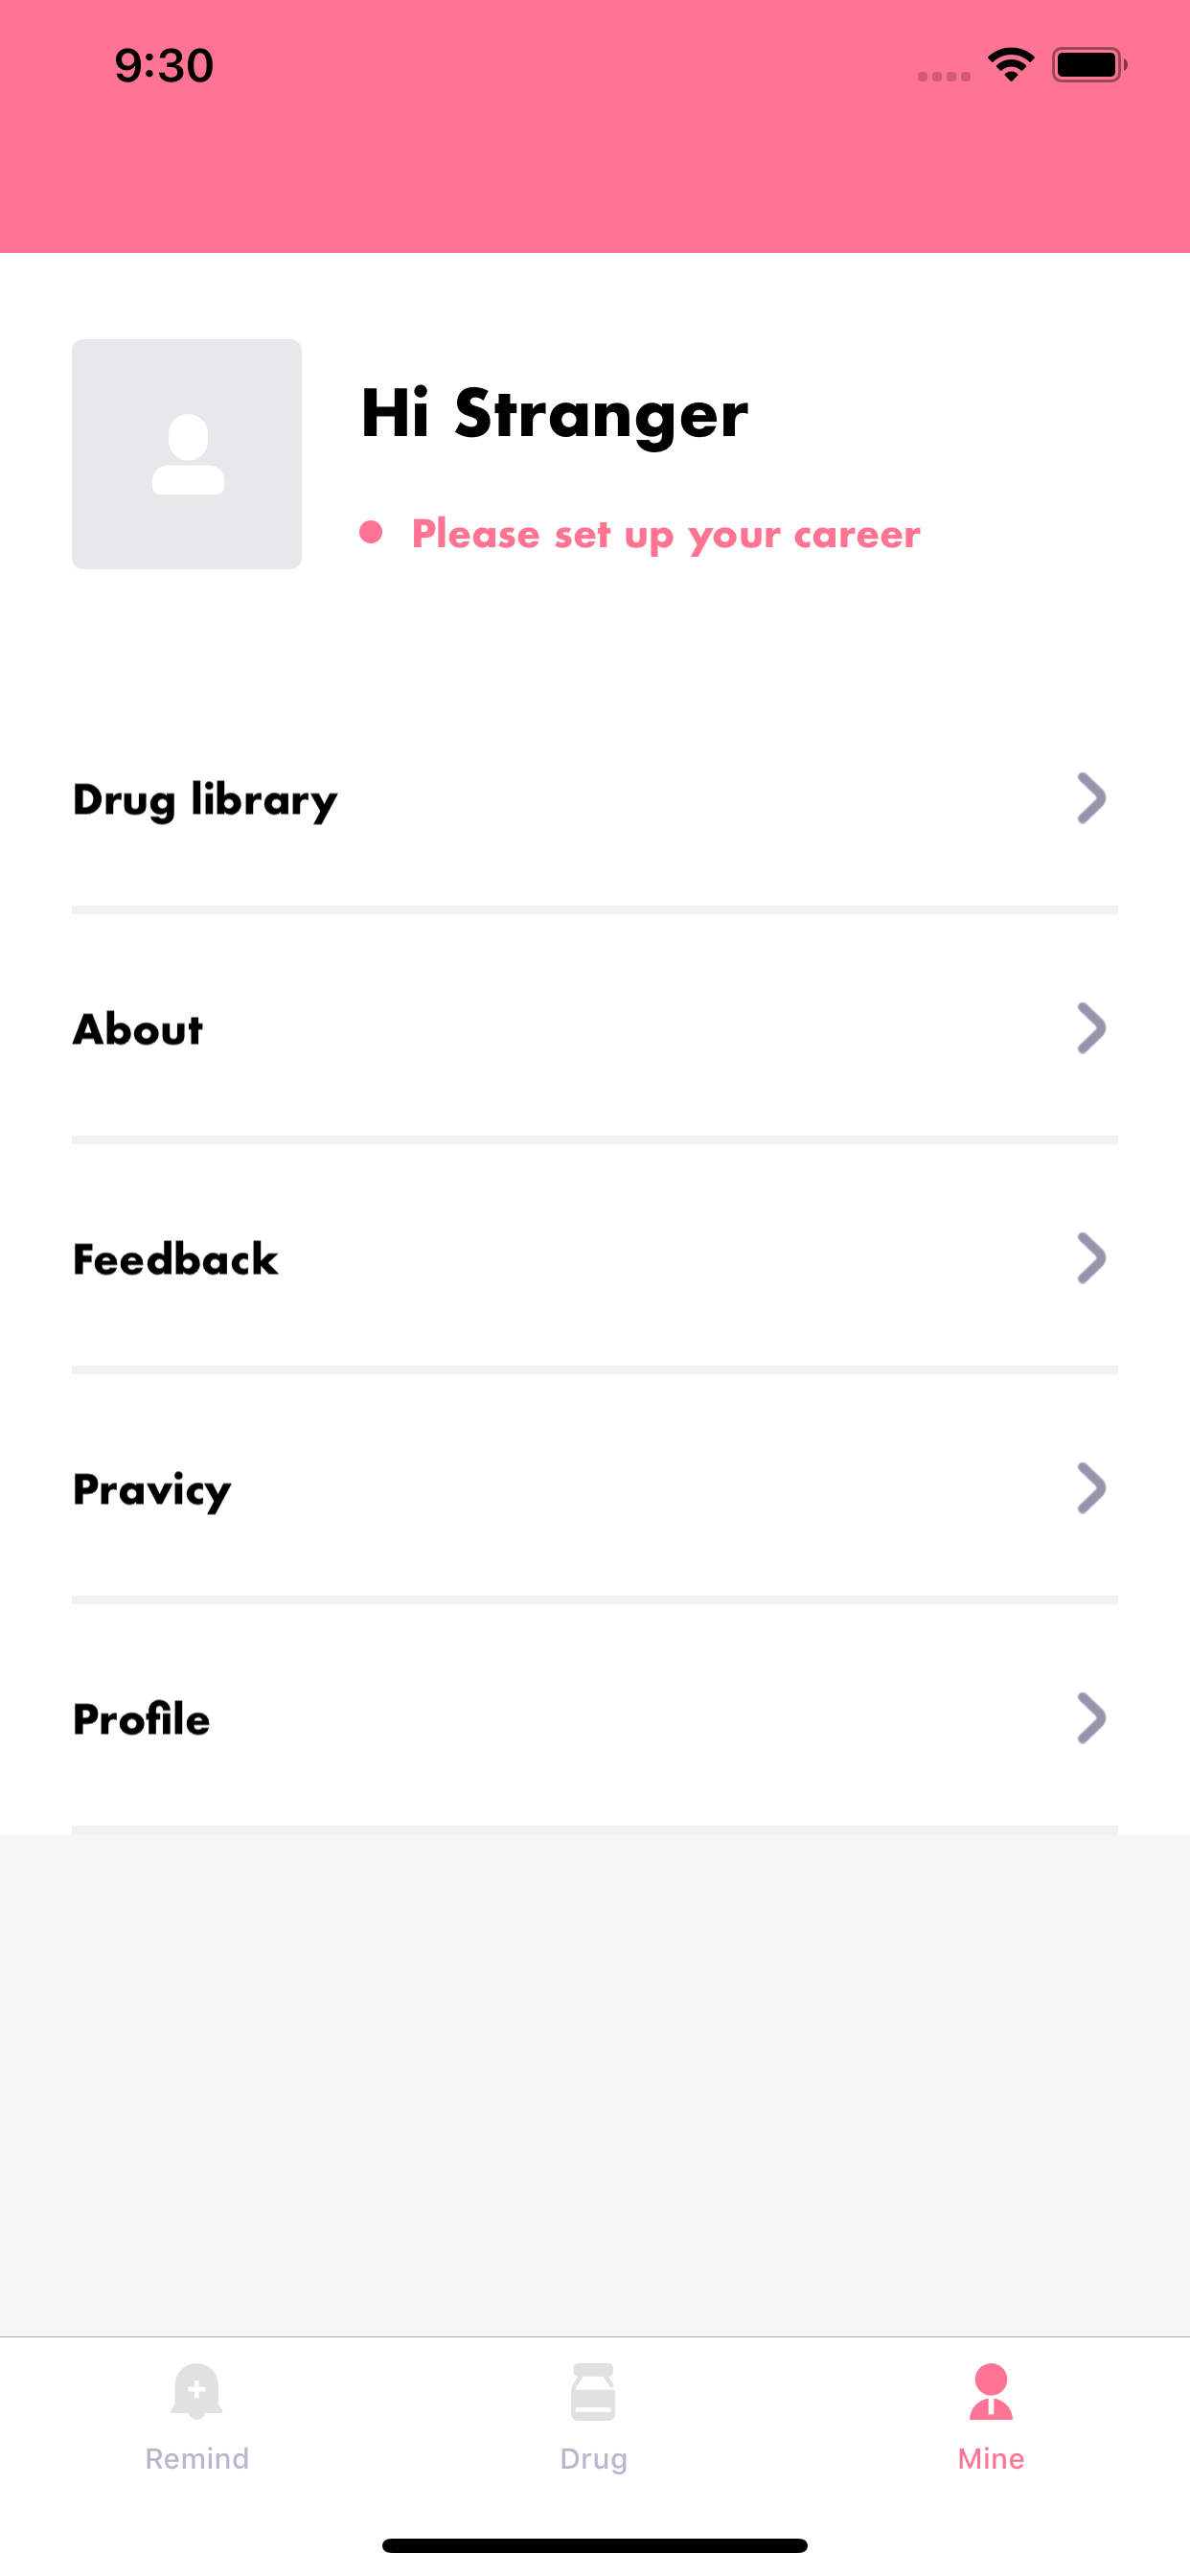 9:30
Hi Stranger
Please set up your career
Drug library
About
Feedback
Pravicy
Profile
Remind
Drug
Mine